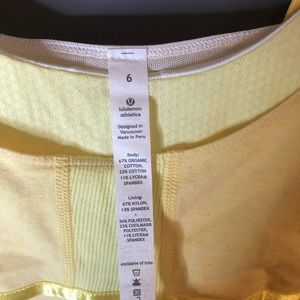 6
lululemon
athletica
Designed in
Vancouver
Made in Peru
Body:
67% ORGANIC
COTTON,
22% COTTON
11% LYCRA®
SPANDEX
Lining:
87% NYLON,
13% SPANDEX
+
56% POLYESTER,
33% COOLMAX®
POLYESTER,
11% LYCRA®
SPANDEX
exclusive of trim